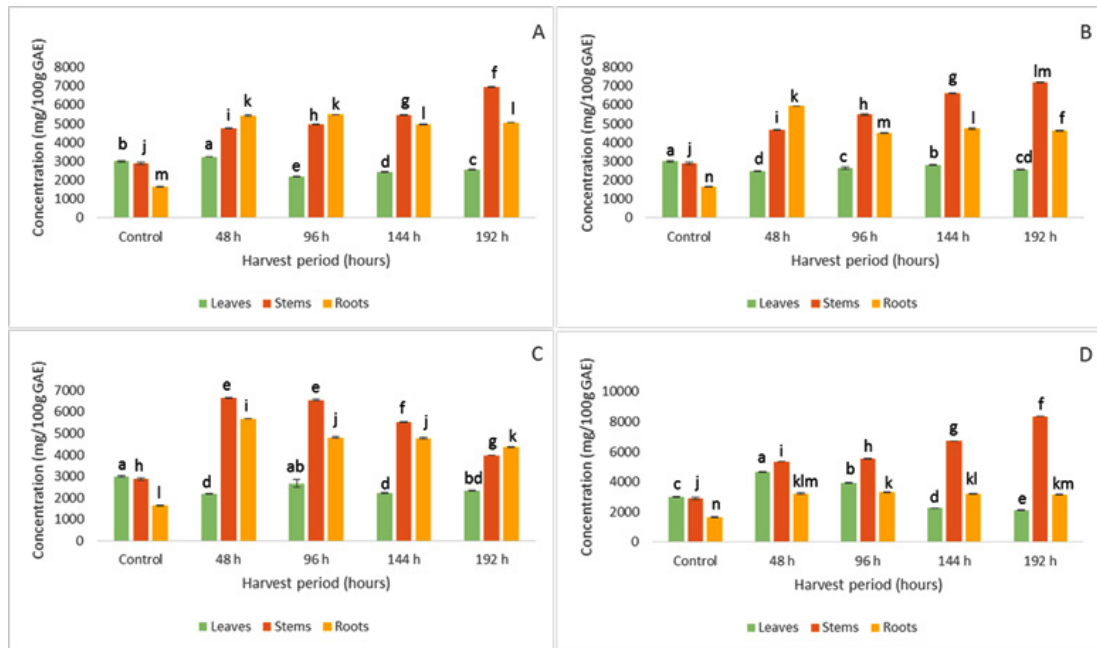 A
Concentration (mg/100g GAE)
8000
7000
6000
5000
4000
3000
2000
1000
0
b j m
a i k
e h k
d g l
c f l
Control 48 h 96 h 144 h 192 h
Harvest period (hours)
Leaves Stems Roots
B
Concentration (mg/100g GAE)
8000
7000
6000
5000
4000
3000
2000
1000
0
a j n
d i k
c h m
b g l
cd lm f
Control 48 h 96 h 144 h 192 h
Harvest period (hours)
Leaves Stems Roots
C
Concentration (mg/100g GAE)
7000
6000
5000
4000
3000
2000
1000
0
a h l
d e i
ab e j
d f j
bd g k
Control 48 h 96 h 144 h 192 h
Harvest period (hours)
Leaves Stems Roots
D
Concentration (mg/100g GAE)
10000
8000
6000
4000
2000
0
c j n
a i klm
b h k
d g kl
e f km
Control 48 h 96 h 144 h 192 h
Harvest period (hours)
Leaves Stems Roots